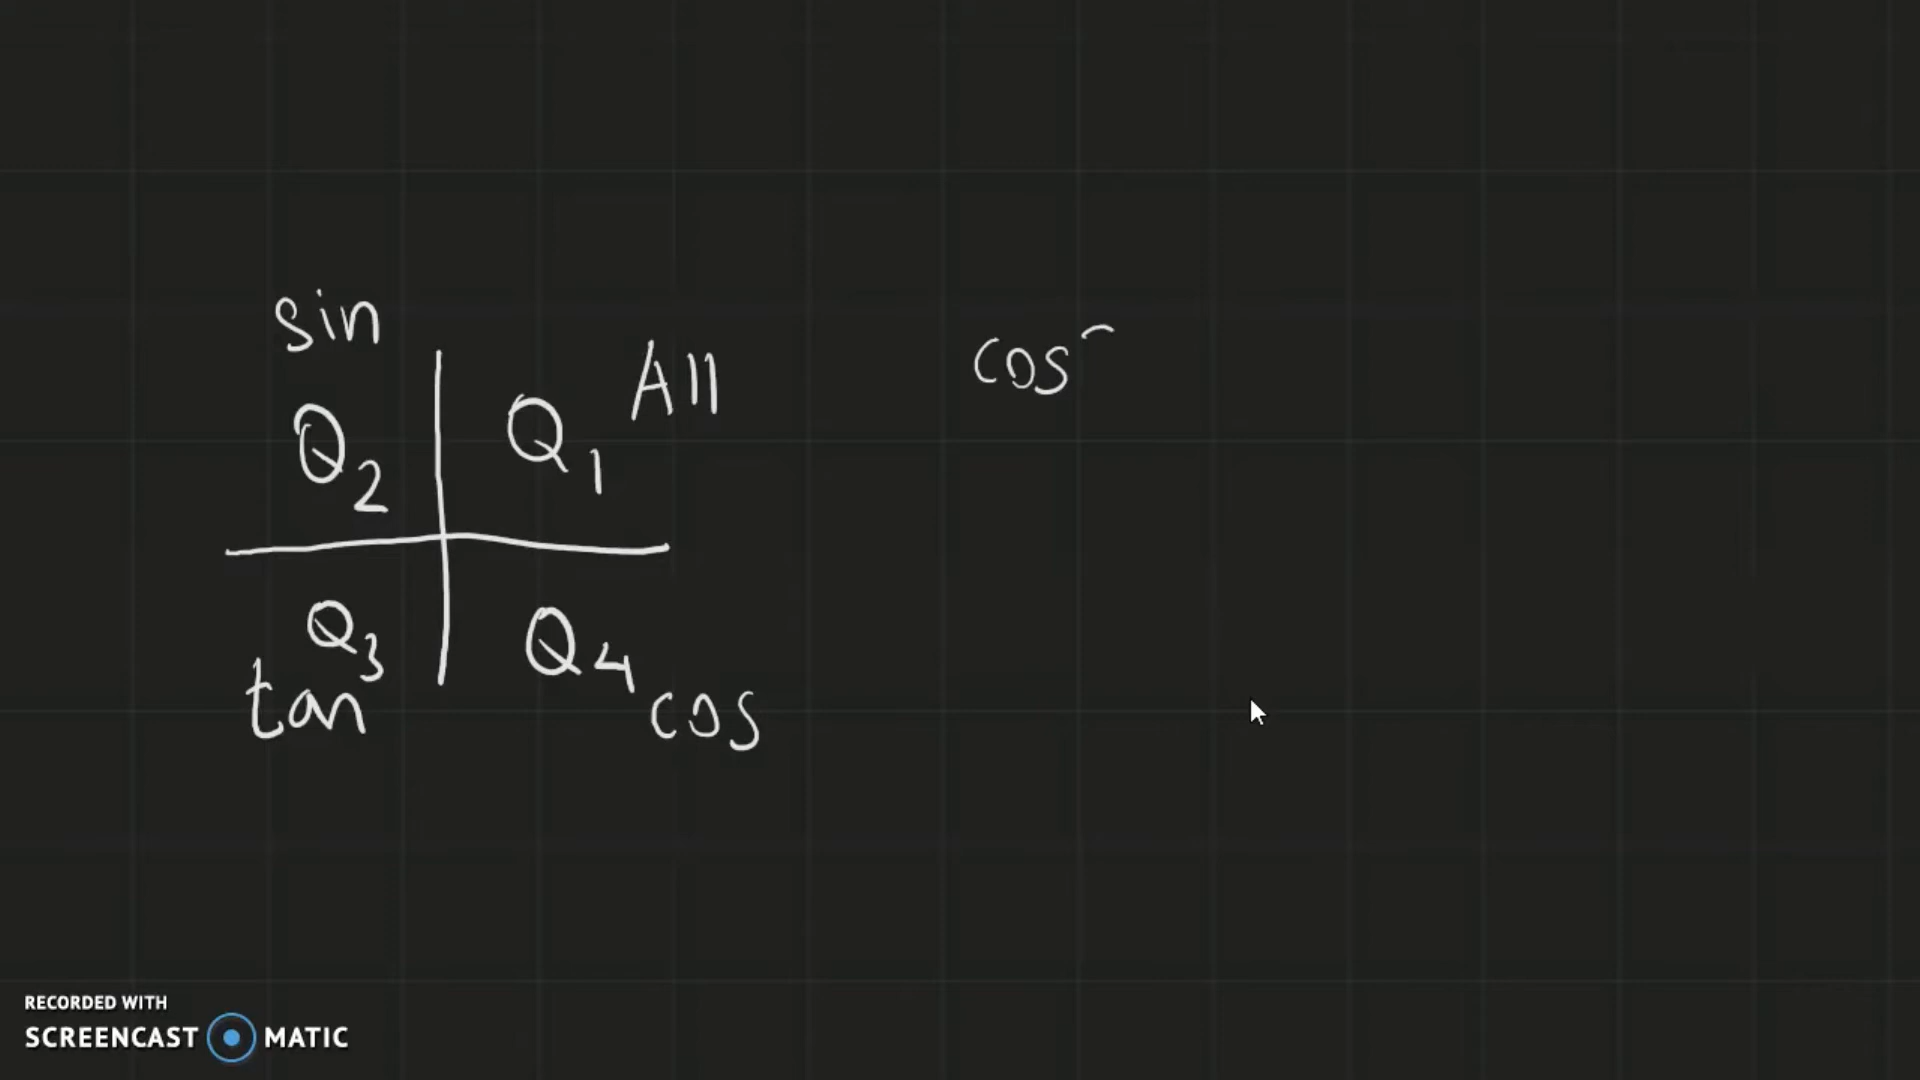 sin
All
cos
Q2
Q1
Q3
Q4
tan
cos
RECORDED WITH
SCREENCAST MATIC